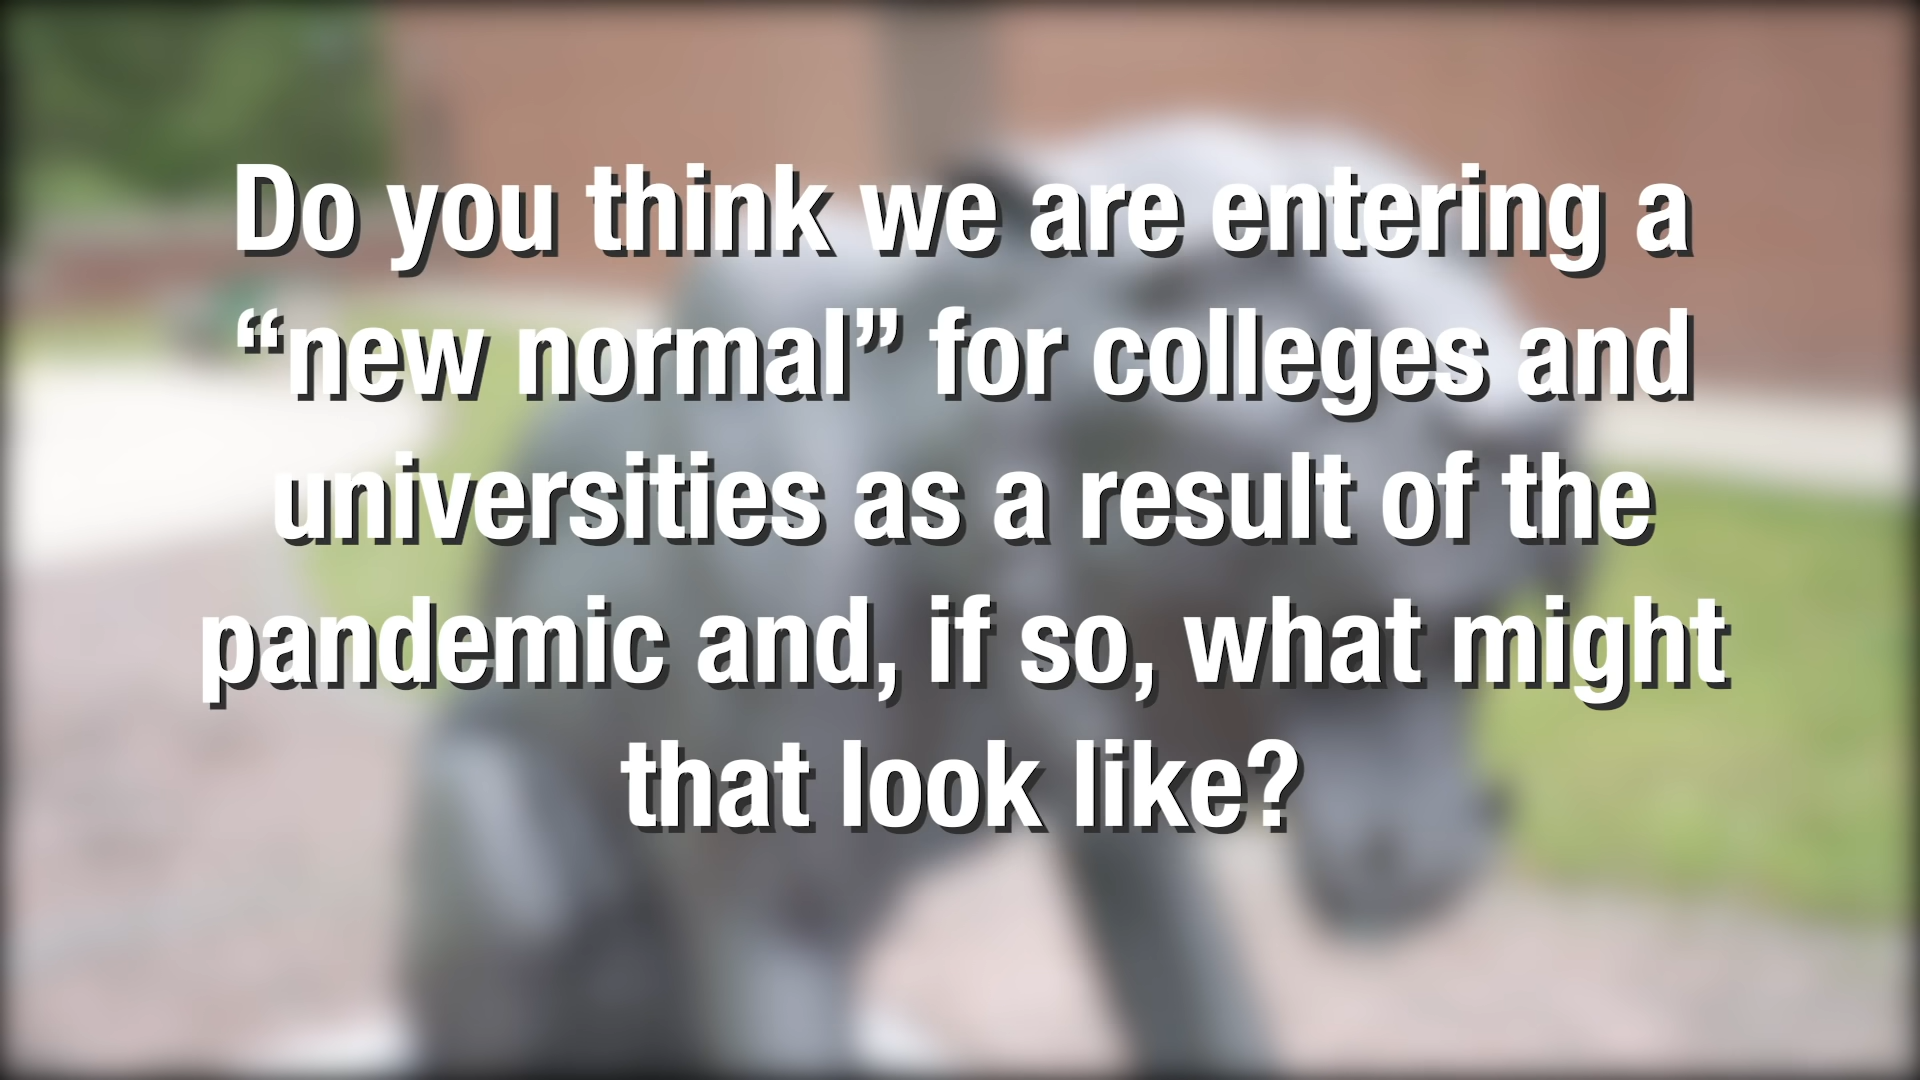 Do you think we are entering a
“new normal” for colleges and
universities as a result of the
pandemic and, if so, what might
that look like?